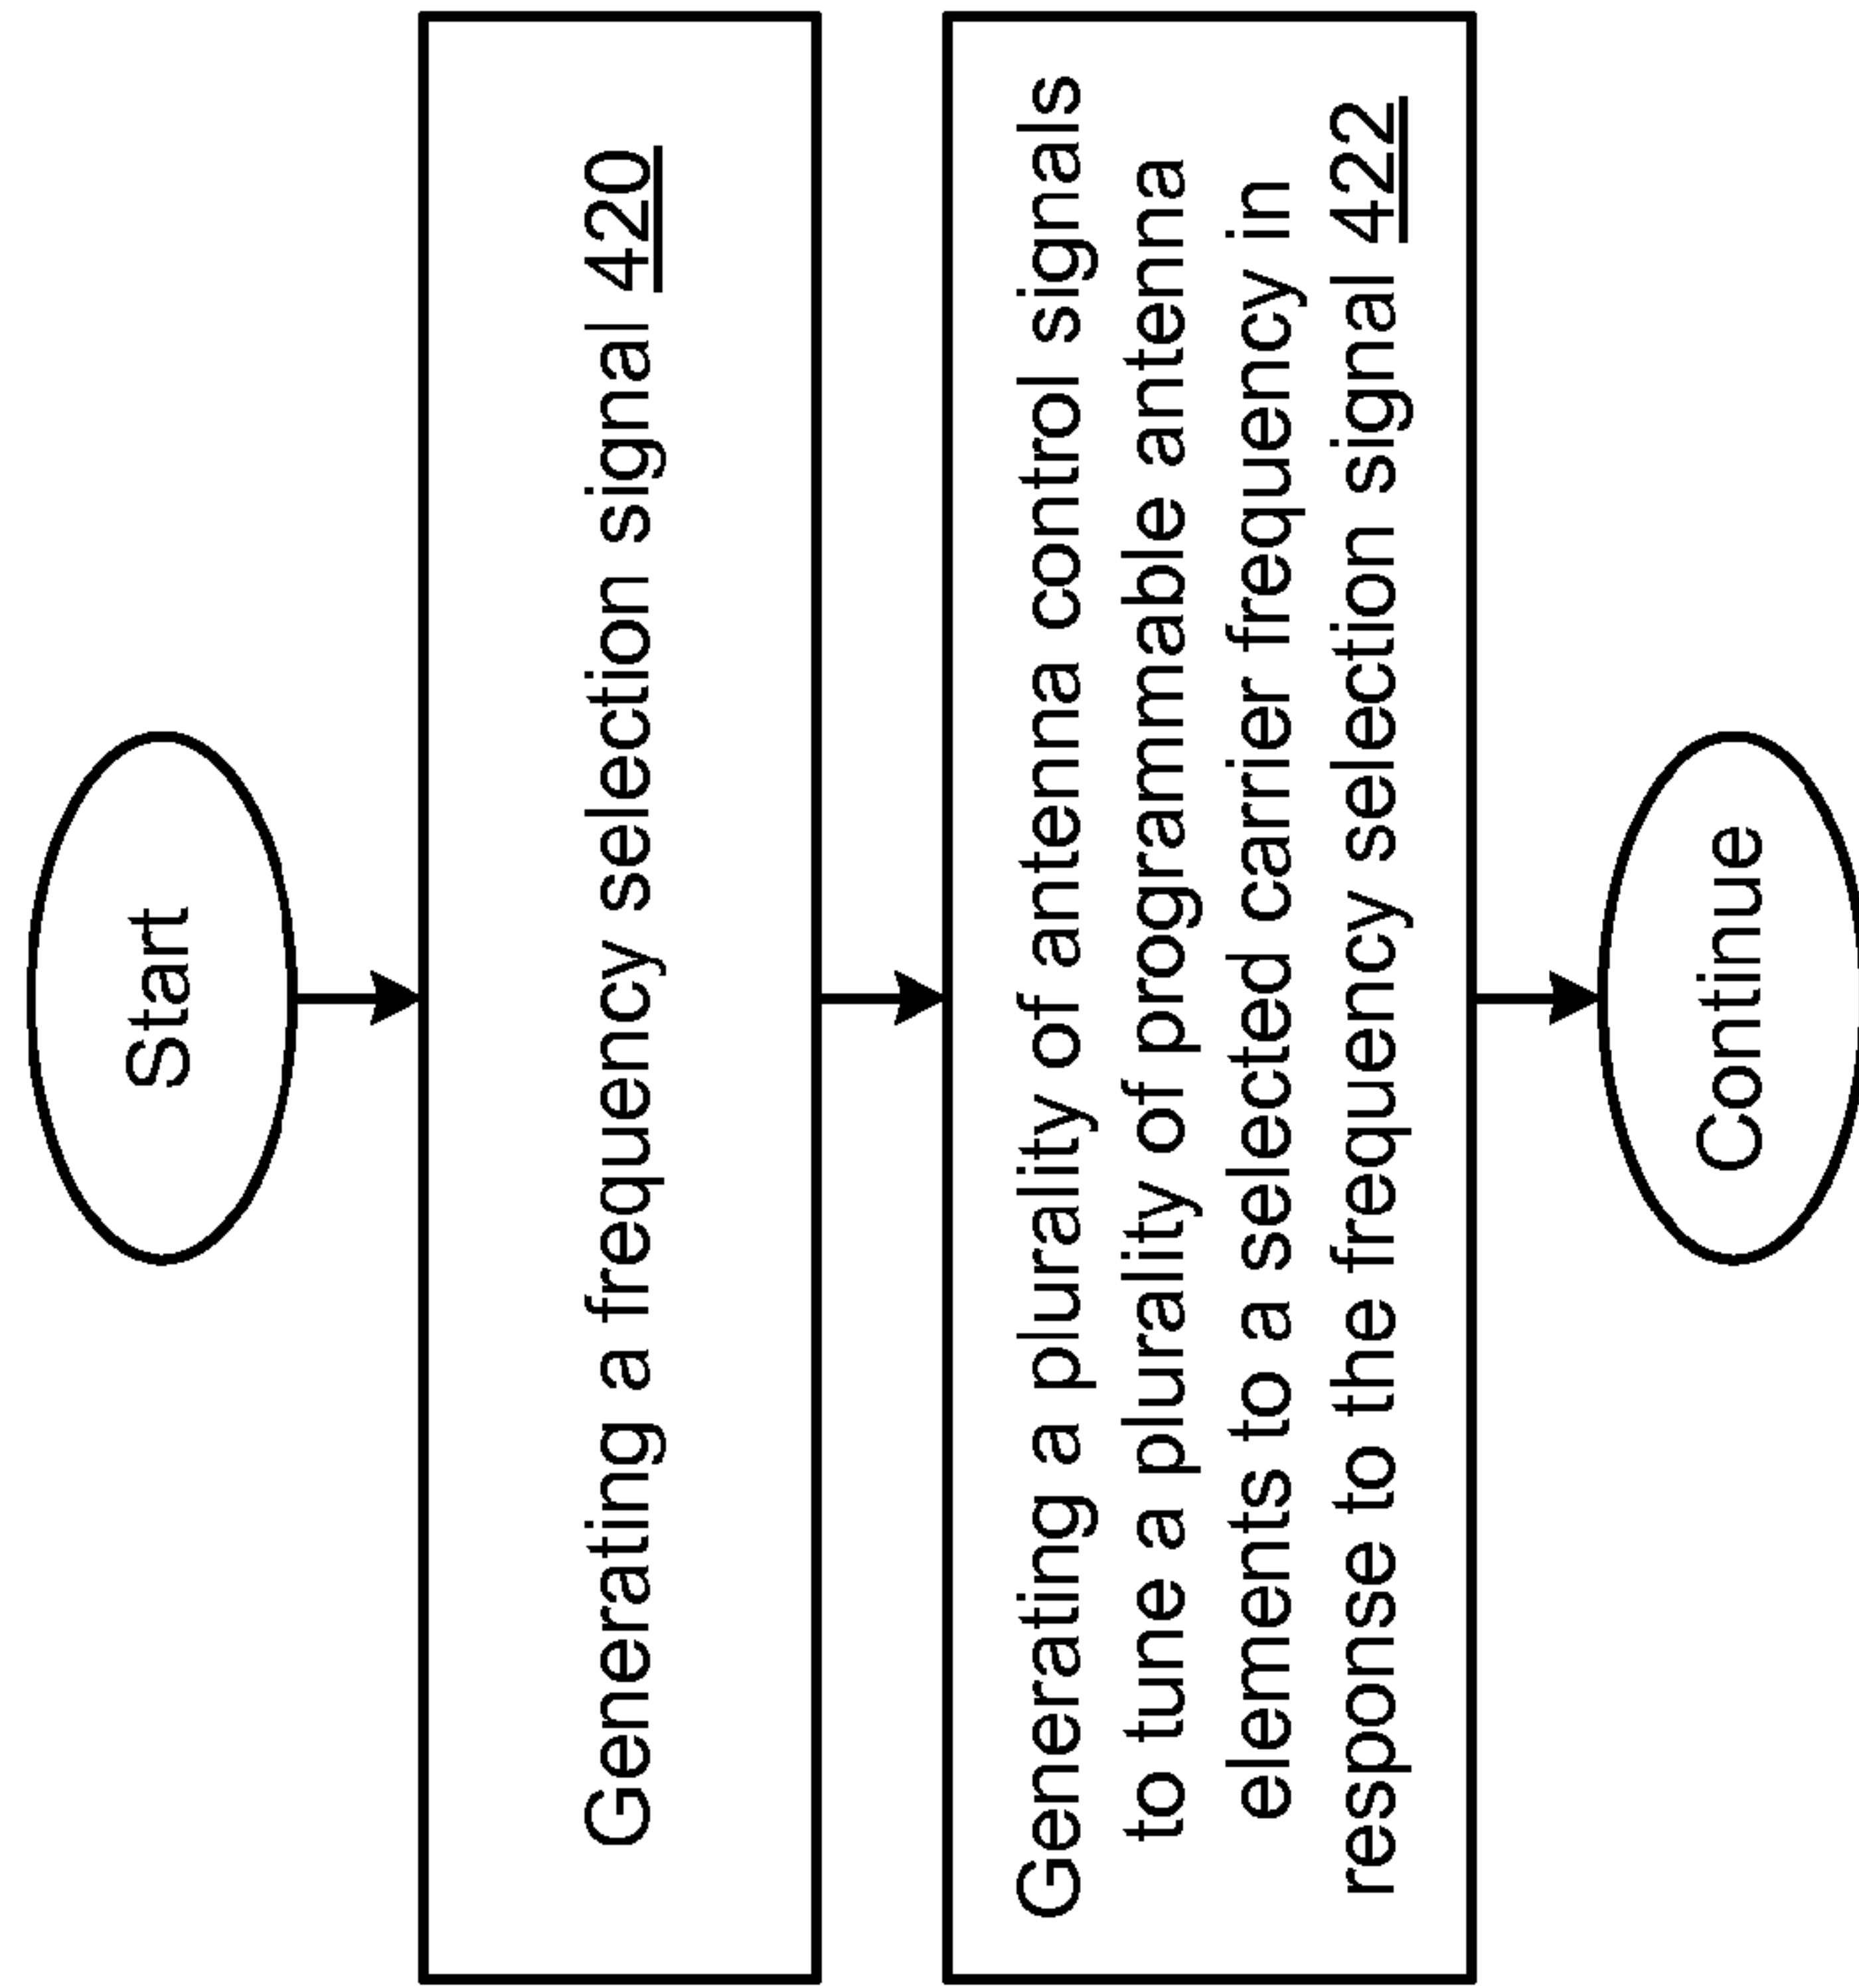 Start
Generating a frequency selection signal 420
Generating a plurality of antenna control signals
to tune a plurality of programmable antenna
elements to a selected carrier frequency in
response to the frequency selection signal 422
Continue